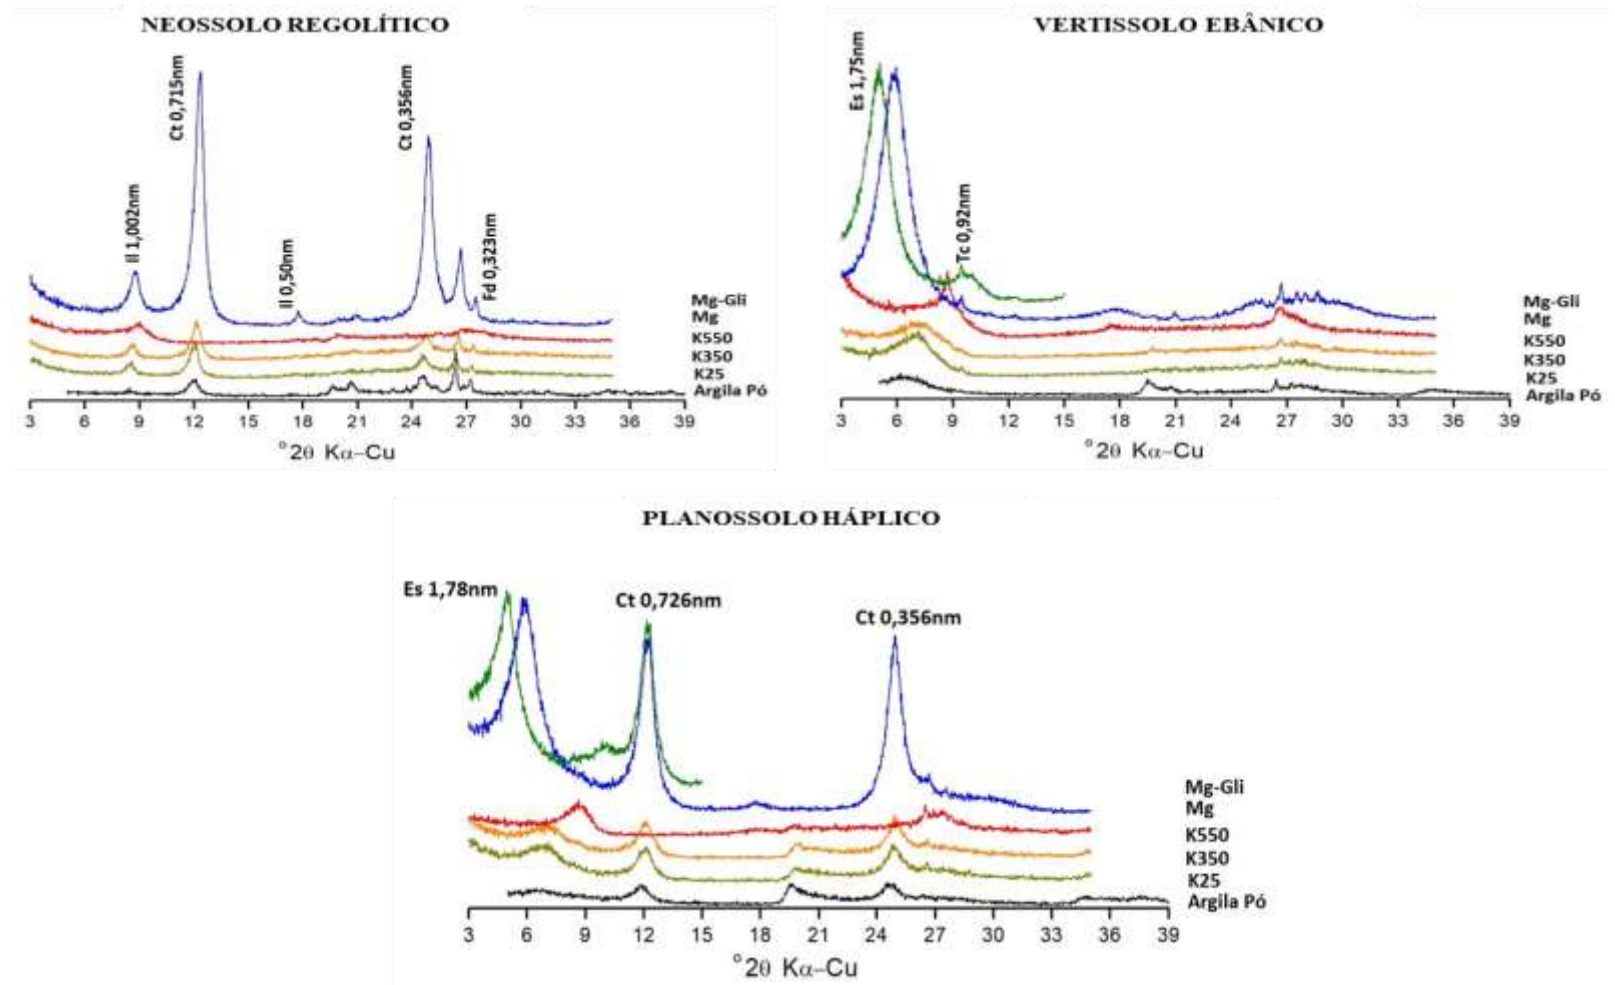 NEOSSOLO REGOLÍTICO
Ct 0,715nm
Ct 0,356nm
Il 1,002nm
Il 0,50nm
Fd 0,323nm
Mg-Gli
Mg
K550
K350
K25
Argila Pó
3 6 9 12 15 18 21 24 27 30 33 36 39
°2θ Kα–Cu
VERTISSOLO EBÂNICO
Es 1,75nm
Tc 0,92nm
Mg-Gli
Mg
K550
K350
K25
Argila Pó
3 6 9 12 15 18 21 24 27 30 33 36 39
°2θ Kα–Cu
PLANOSSOLO HÁPLICO
Es 1,78nm
Ct 0,726nm
Ct 0,356nm
Mg-Gli
Mg
K550
K350
K25
Argila Pó
3 6 9 12 15 18 21 24 27 30 33 36 39
°2θ Kα–Cu